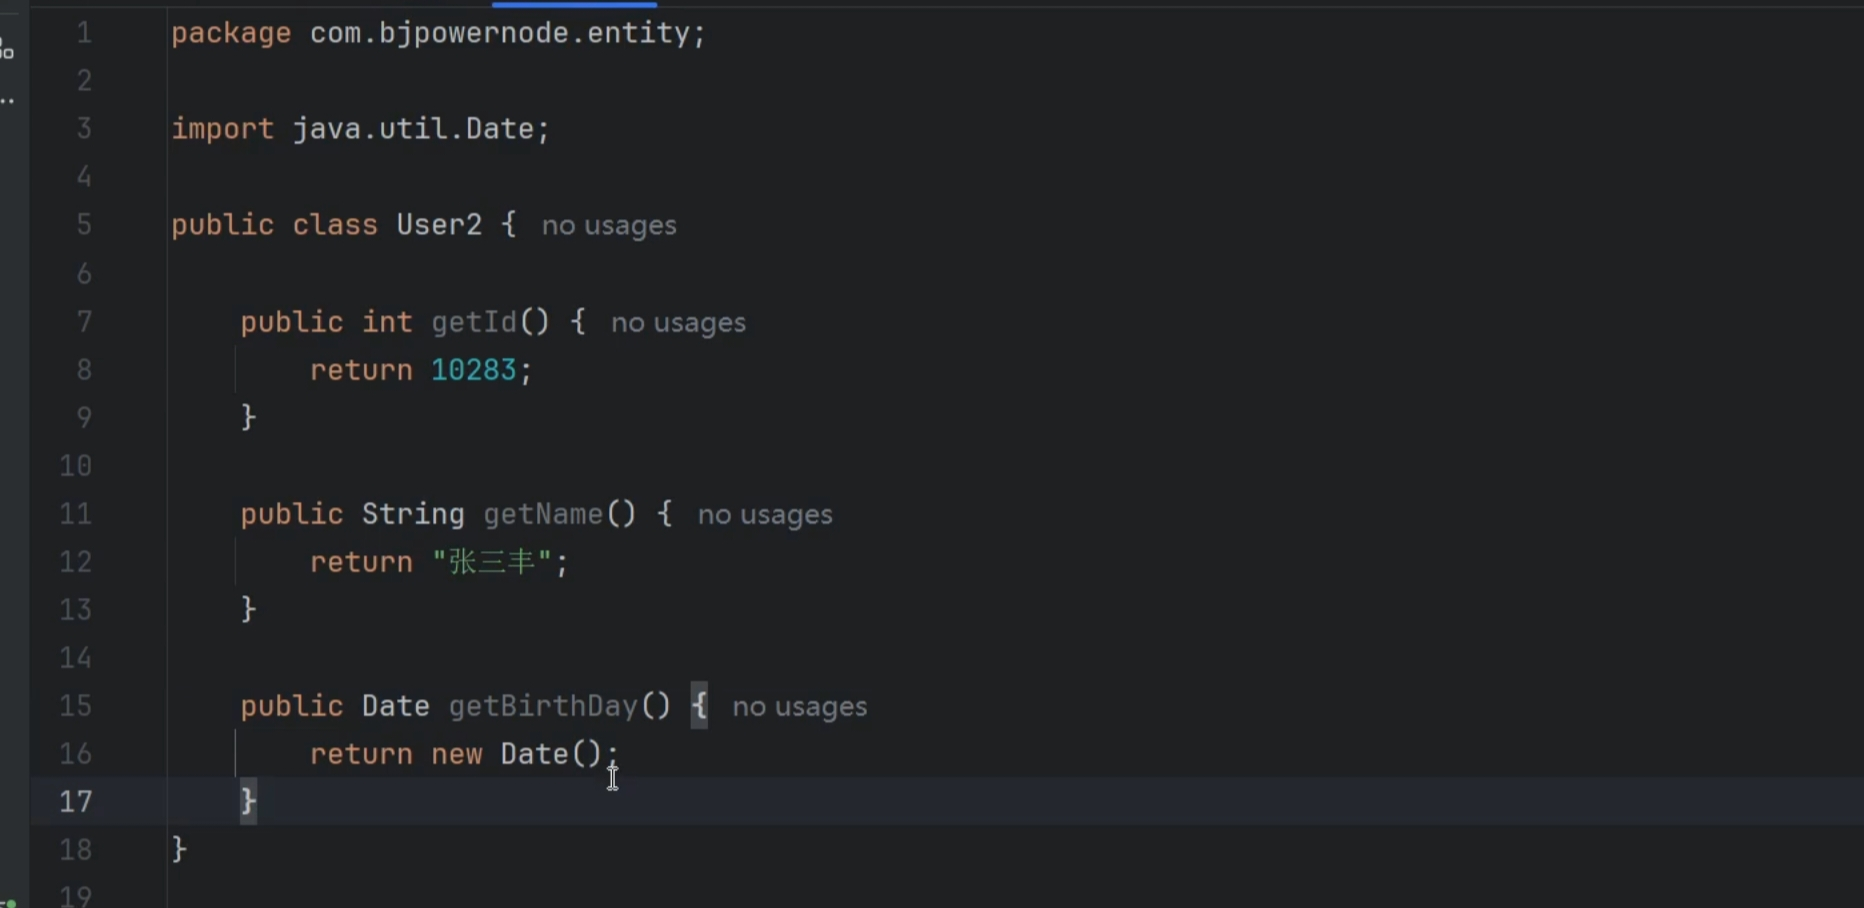 1 package com.bjpowernode.entity;
2
3 import java.util.Date;
4
5 public class User2 { no usages
6
7 public int getId() { no usages
8 return 10283;
9 }
10
11 public String getName() { no usages
12 return "张三丰";
13 }
14
15 public Date getBirthDay() { no usages
16 return new Date();
17 }
18 }
19